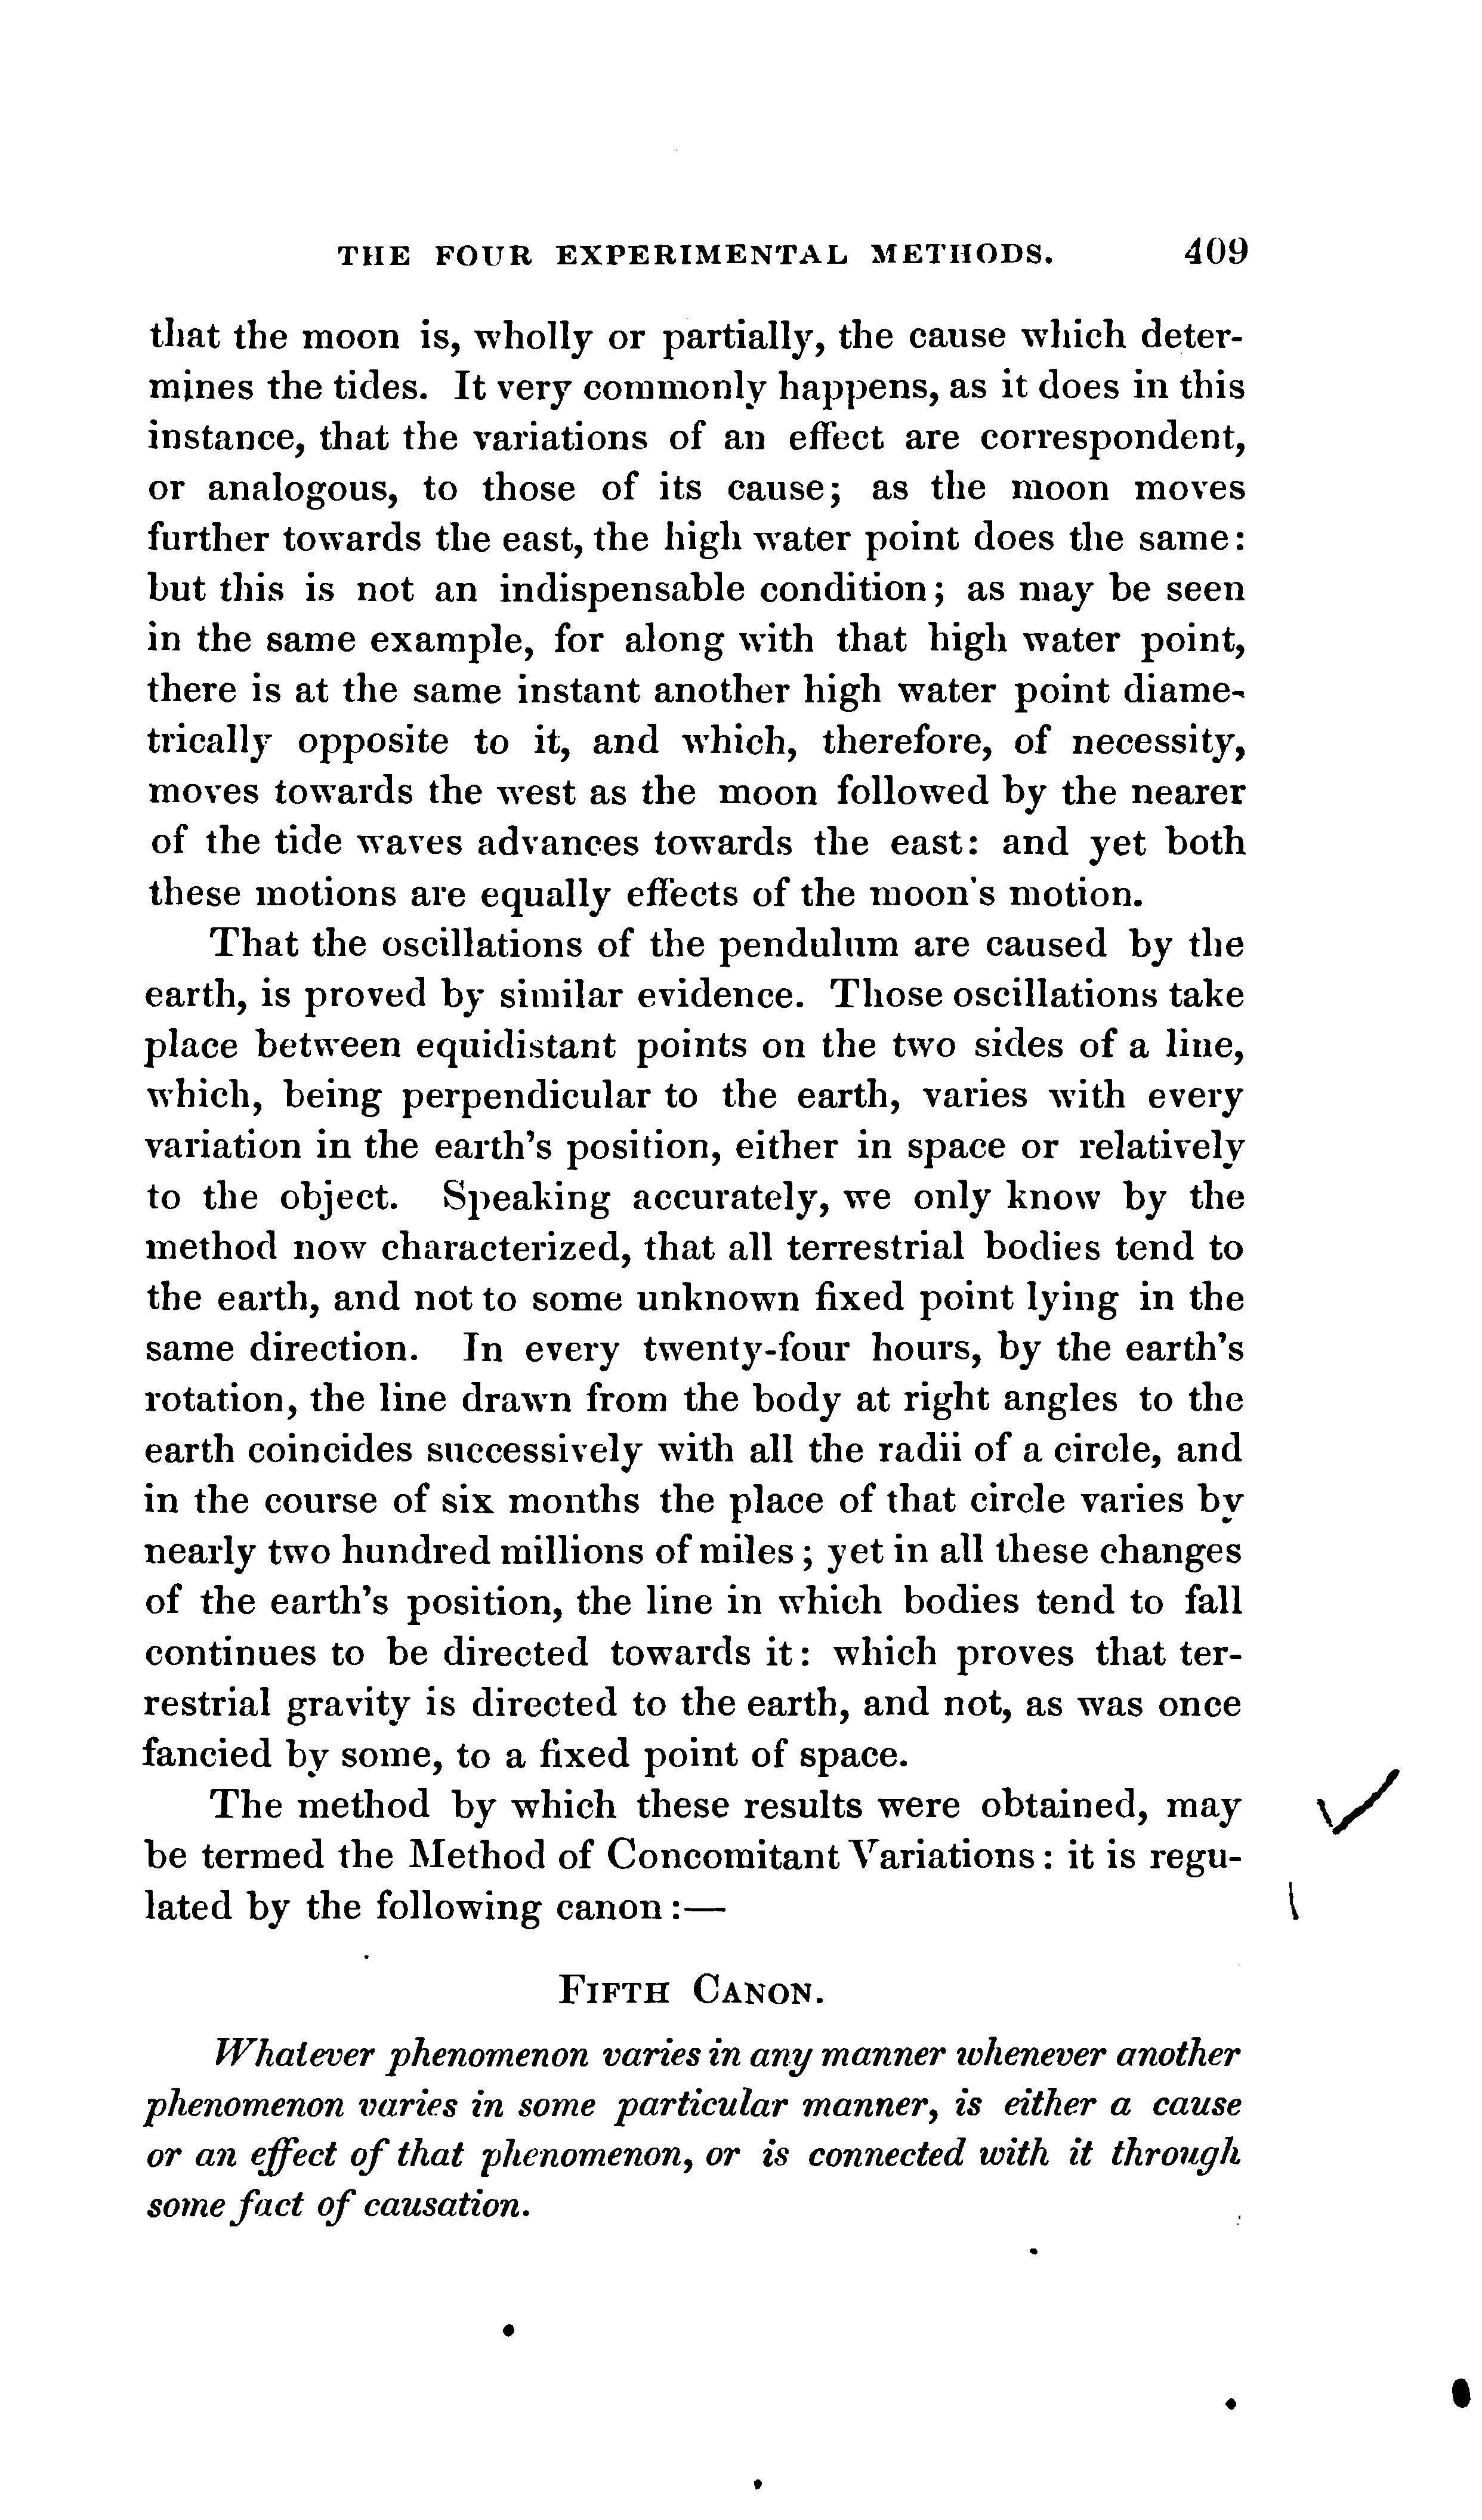 THE FOUR EXPERIMENTAL METHODS. 409
that the moon is, wholly or partially, the cause which deter-
mines the tides. It very commonly happens, as it does in this
instance, that the variations of an effect are correspondent,
or analogous, to those of its cause; as the moon moves
further towards the east, the high water point does the same:
but this is not an indispensable condition; as may be seen
in the same example, for along with that high water point,
there is at the same instant another high water point diame-
trically opposite to it, and which, therefore, of necessity,
moves towards the west as the moon followed by the nearer
of the tide waves advances towards the east: and yet both
these motions are equally effects of the moon's motion.
That the oscillations of the pendulum are caused by the
earth, is proved by similar evidence. Those oscillations take
place between equidistant points on the two sides of a line,
which, being perpendicular to the earth, varies with every
variation in the earth's position, either in space or relatively
to the object. Speaking accurately, we only know by the
method now characterized, that all terrestrial bodies tend to
the earth, and not to some unknown fixed point lying in the
same direction. In every twenty-four hours, by the earth's
rotation, the line drawn from the body at right angles to the
earth coincides successively with all the radii of a circle, and
in the course of six months the place of that circle varies by
nearly two hundred millions of miles; yet in all these changes
of the earth's position, the line in which bodies tend to fall
continues to be directed towards it: which proves that ter-
restrial gravity is directed to the earth, and not, as was once
fancied by some, to a fixed point of space.
The method by which these results were obtained, may
be termed the Method of Concomitant Variations: it is regu-
lated by the following canon:—
FIFTH CANON.
Whatever phenomenon varies in any manner whenever another
phenomenon varies in some particular manner, is either a cause
or an effect of that phenomenon, or is connected with it through
some fact of causation.